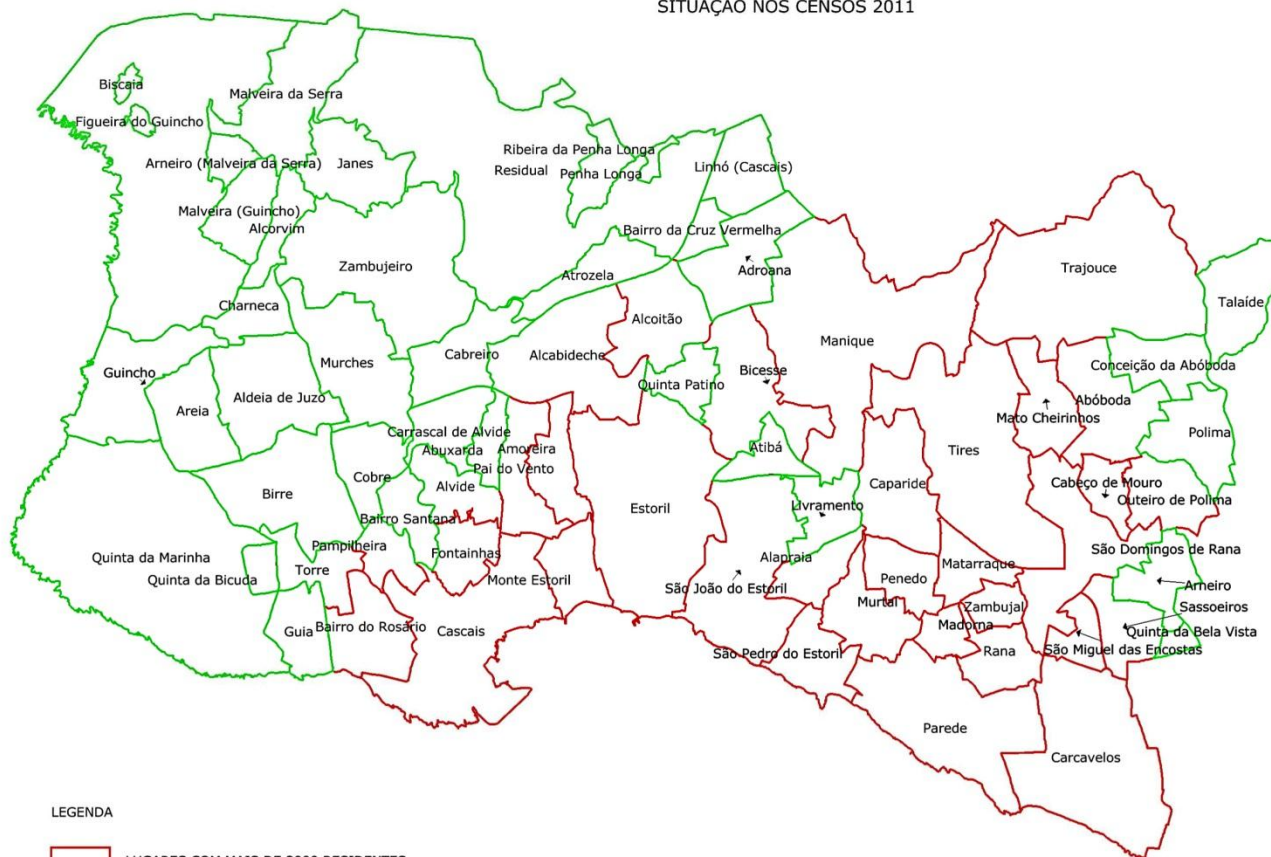 SITUAÇÃO NOS CENSOS 2011
Biscaia
Malveira da Serra
Figueira do Guincho
Arneiro (Malveira da Serra)
Janes
Ribeira da Penha Longa
Residual
Penha Longa
Linhó (Cascais)
Malveira (Guincho)
Alcorvim
Bairro da Cruz Vermelha
Zambujeiro
Atrozela
Adroana
Trajouce
Talaíde
Charneca
Alcoitão
Manique
Murches
Cabreiro
Alcabideche
Conceição da Abóboda
Guincho
Bicesse
Quinta Patino
Aldeia de Juzo
Areia
Abóboda
Mato Cheirinhos
Carrascal de Alvide
Polima
Abuxarda
Amoreira
Atibá
Tires
Pai do Vento
Cobre
Alvide
Caparide
Cabeço de Mouro
Birre
Outeiro de Polima
Estoril
Livramento
Bairro Santana
Pampilheira
Fontainhas
São Domingos de Rana
Quinta da Marinha
Alapraia
Matarraque
Torre
Quinta da Bicuda
Monte Estoril
São João do Estoril
Penedo
Arneiro
Murtal
Zambujal
Sassoeiros
Guia
Bairro do Rosário
Cascais
Madorna
Quinta da Bela Vista
São Pedro do Estoril
Rana
São Miguel das Encostas
Parede
Carcavelos
LEGENDA
LUGARES COM MAIS DE 2000 RESIDENTES